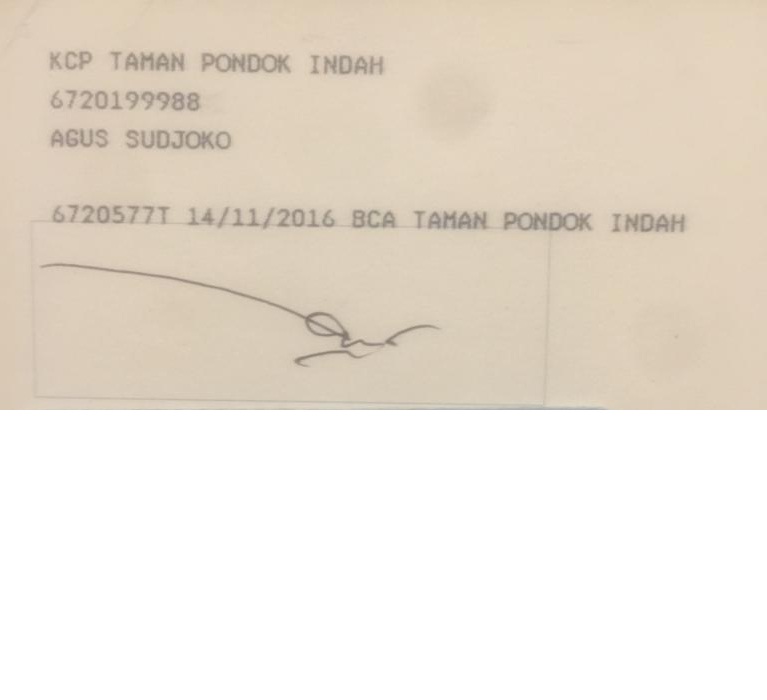 KCP TAMAN PONDOK INDAH
6720199988
AGUS SUDJOKO
6720577T 14/11/2016 BCA TAMAN PONDOK INDAH